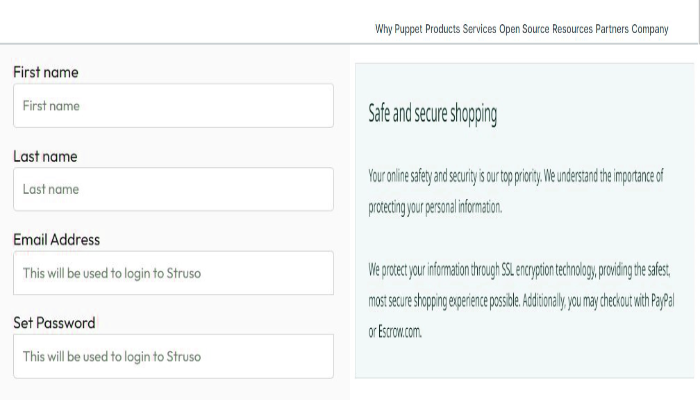 Why Puppet Products Services Open Source Resources Partners Company
First name
First name
Last name
Last name
Email Address
This will be used to login to Struso
Set Password
This will be used to login to Struso
Safe and secure shopping
Your online safety and security is our top priority. We understand the importance of
protecting your personal information.
We protect your information through SSL encryption technology, providing the safest,
most secure shopping experience possible. Additionally, you may checkout with PayPal
or Escrow.com.